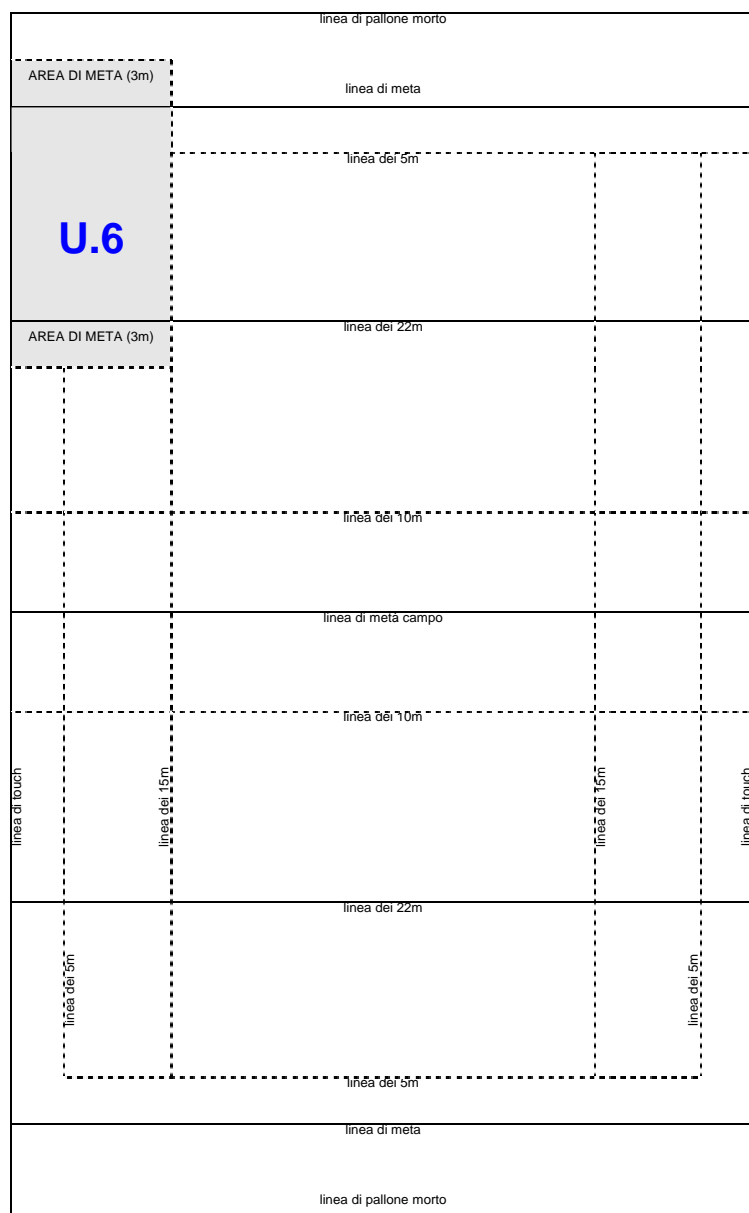 linea di pallone morto
AREA DI META (3m)
linea di meta
linea dei 5m
U.6
linea dei 22m
AREA DI META (3m)
linea dei 10m
linea di metà campo
linea dei 10m
linea di touch
linea dei 15m
linea dei 15m
linea di touch
linea dei 22m
linea dei 5m
linea dei 5m
linea dei 5m
linea di meta
linea di pallone morto